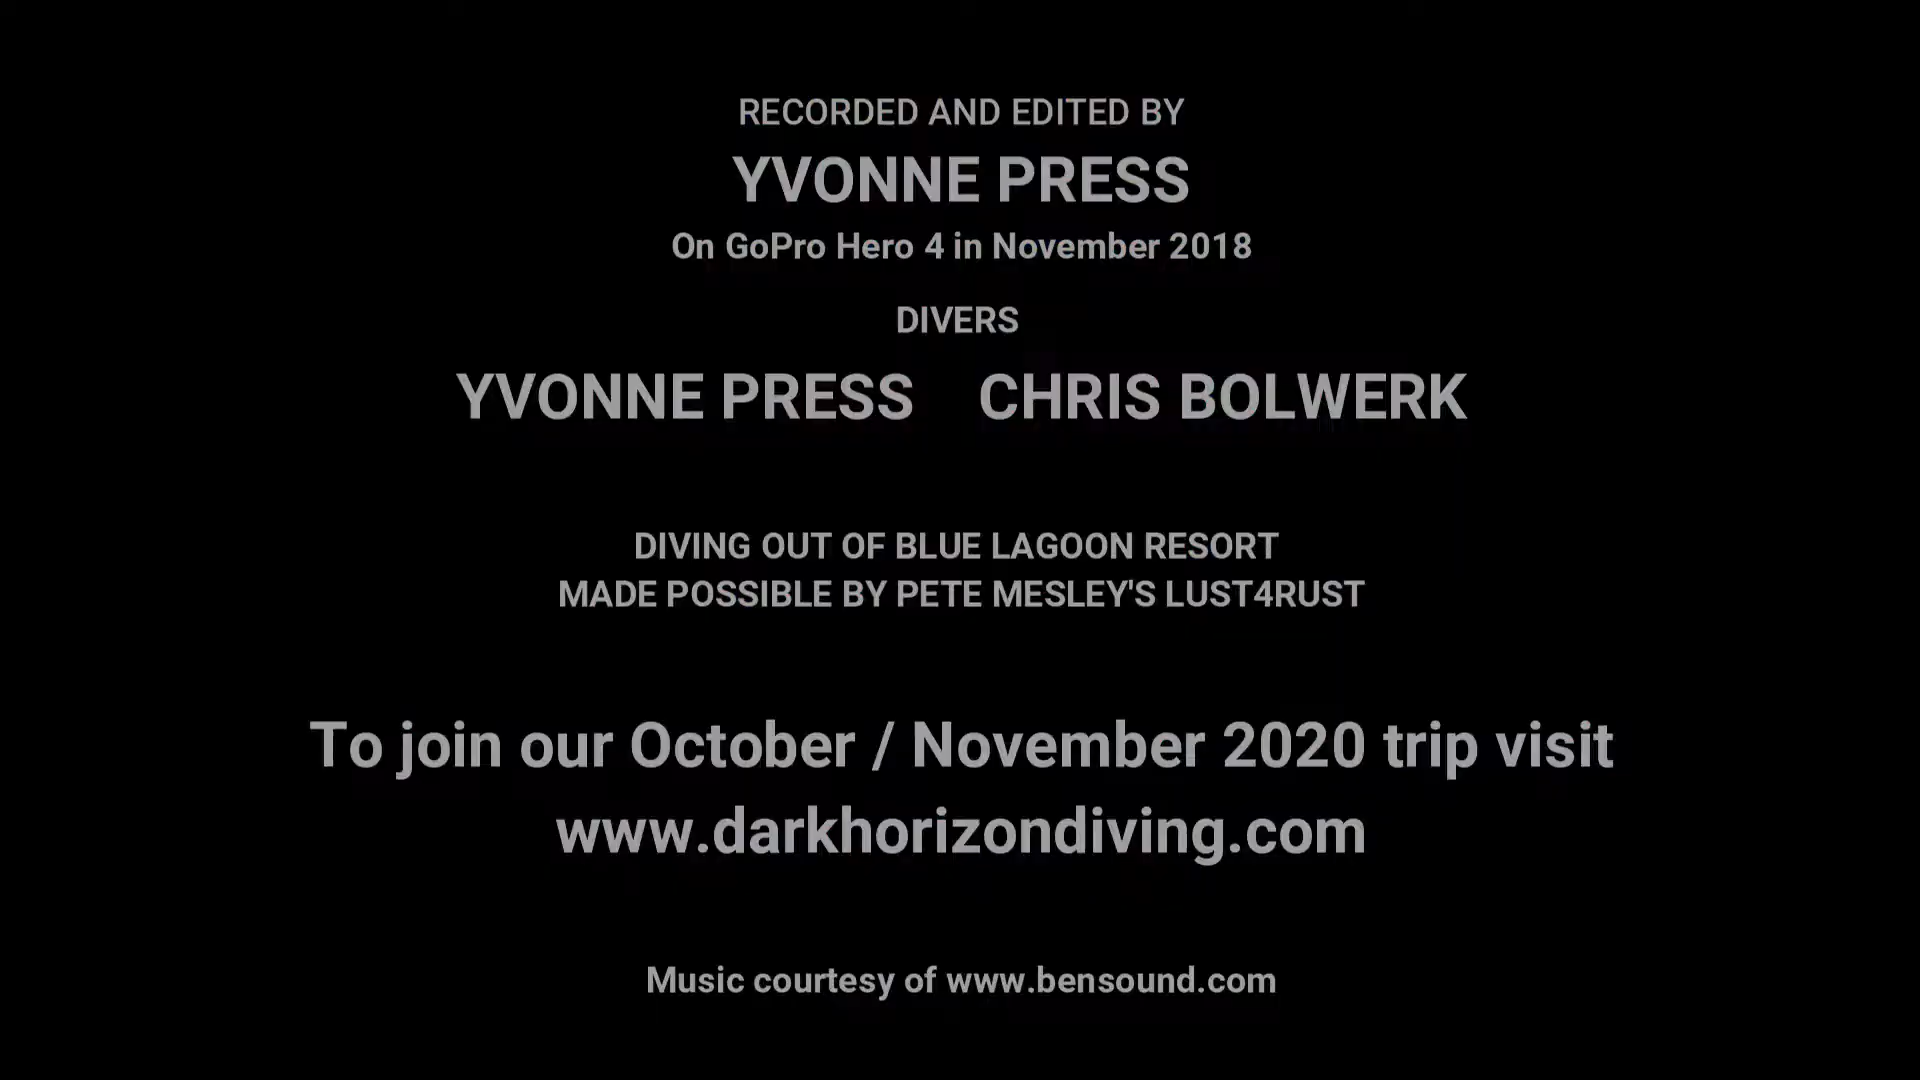 RECORDED AND EDITED BY
YVONNE PRESS
On GoPro Hero 4 in November 2018
DIVERS
YVONNE PRESS CHRIS BOLWERK
DIVING OUT OF BLUE LAGOON RESORT
MADE POSSIBLE BY PETE MESLEY'S LUST4RUST
To join our October / November 2020 trip visit
www.darkhorizondiving.com
Music courtesy of www.bensound.com